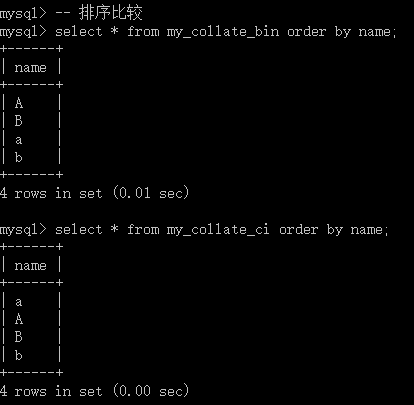 mysql> -- 排序比较
mysql> select * from my_collate_bin order by name;
+------+
| name |
+------+
| A    |
| B    |
| a    |
| b    |
+------+
4 rows in set (0.01 sec)

mysql> select * from my_collate_ci order by name;
+------+
| name |
+------+
| a    |
| A    |
| B    |
| b    |
+------+
4 rows in set (0.00 sec)